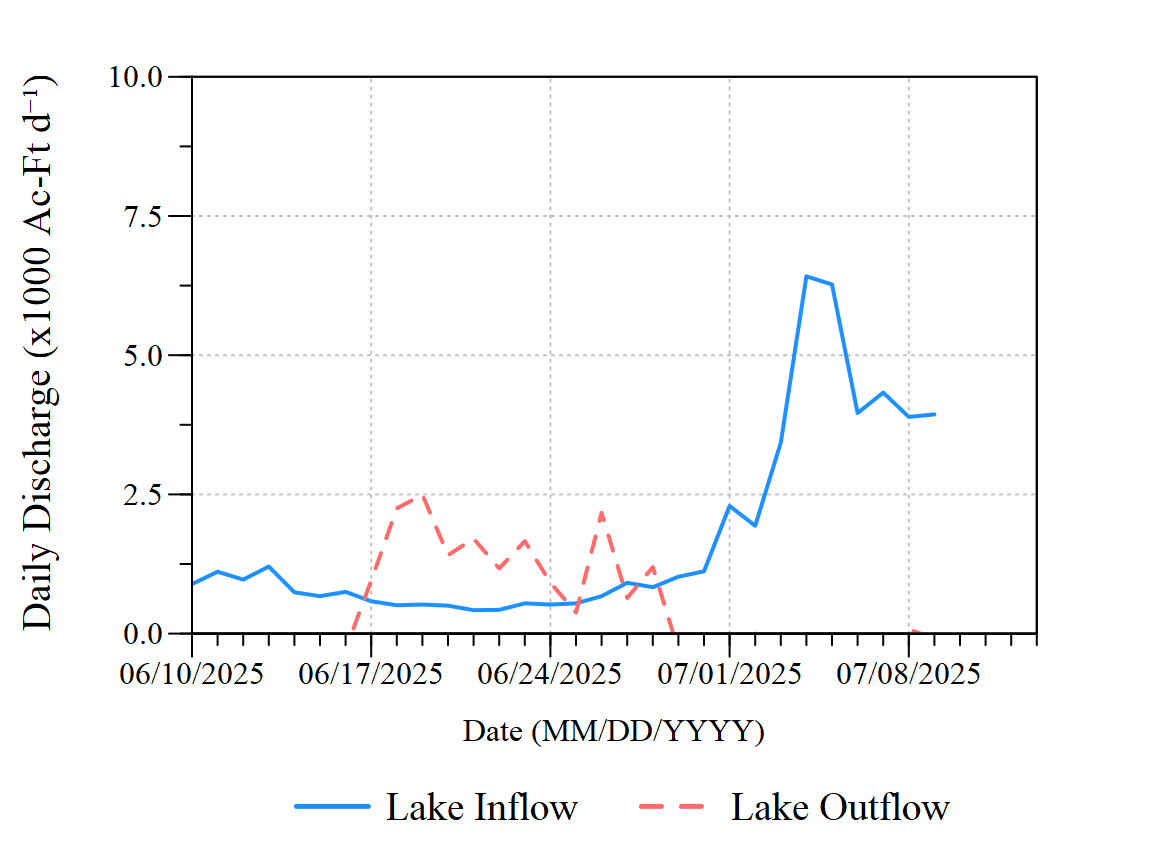 Daily Discharge (x1000 Ac-Ft d⁻¹)
10.0
7.5
5.0
2.5
0.0
06/10/2025 06/17/2025 06/24/2025 07/01/2025 07/08/2025
Date (MM/DD/YYYY)
Lake Inflow Lake Outflow